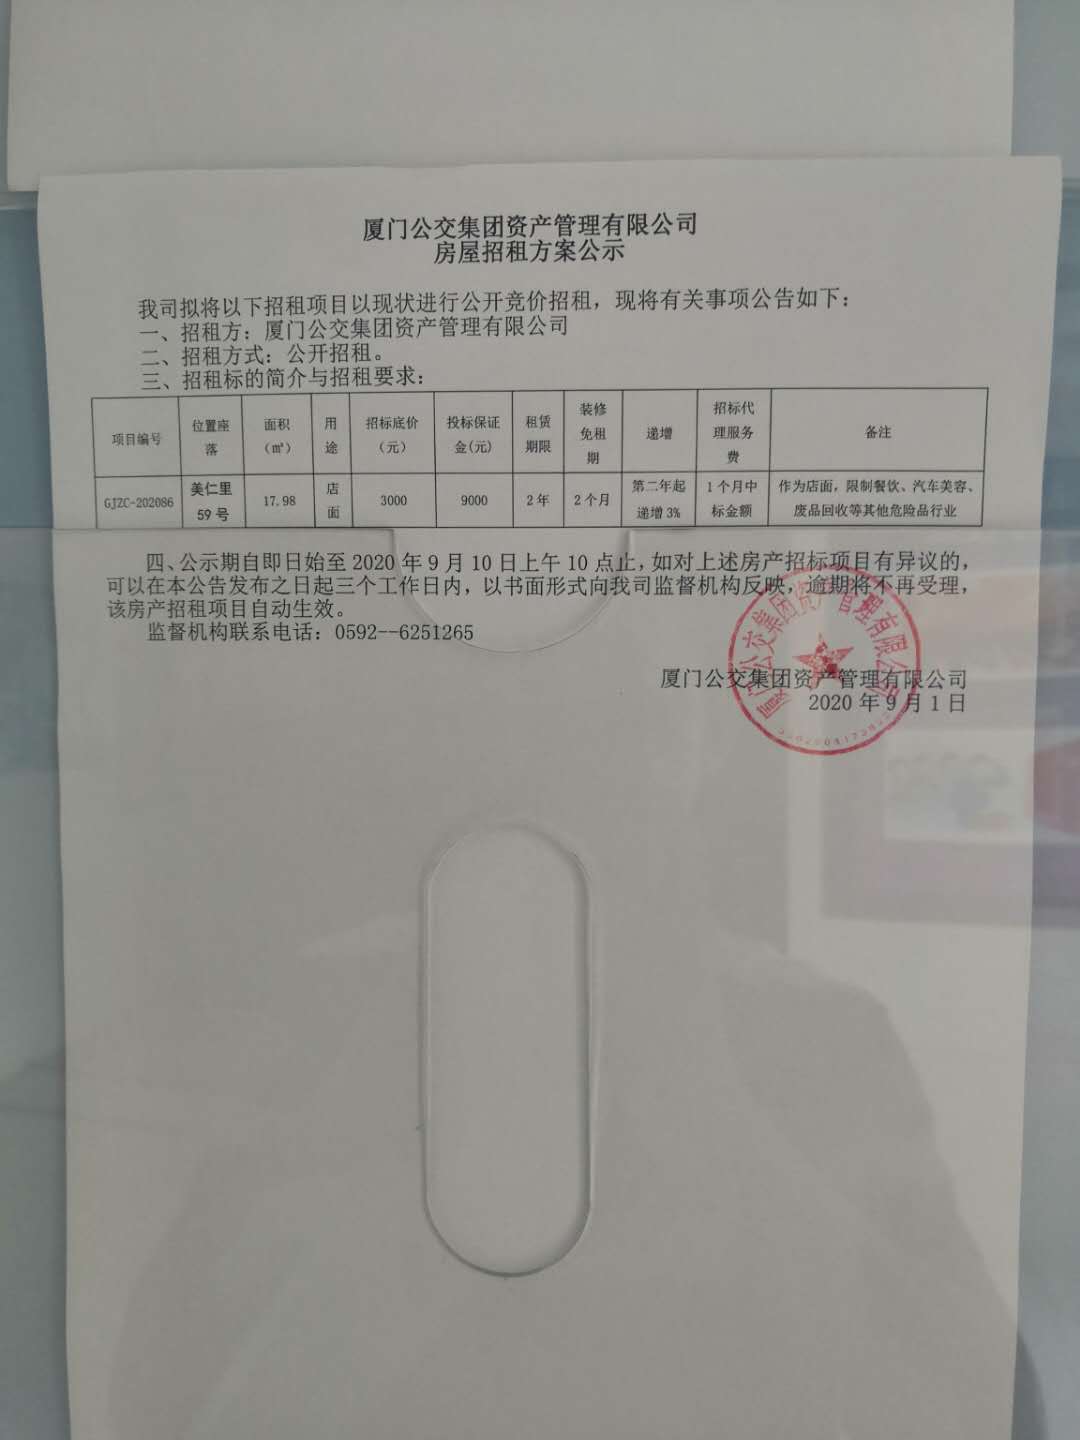 厦门公交集团资产管理有限公司
房屋招租方案公示
我司拟将以下招租项目以现状进行公开竞价招租，现将有关事项公告如下：
一、招租方：厦门公交集团资产管理有限公司
二、招租方式：公开招租。
三、招租标的简介与招租要求：
项目编号 位置座落 面积（㎡） 用途 招标底价（元） 投标保证金(元) 租赁期限 装修免租期 递增 招标代理服务费 备注
GJZC-202086 美仁里59号 17.98 店面 3000 9000 2年 2个月 第二年起递增3% 1个月中标金额 作为店面，限制餐饮、汽车美容、废品回收等其他危险品行业
四、公示期自即日始至2020年9月10日上午10点止，如对上述房产招标项目有异议的，
可以在本公告发布之日起三个工作日内，以书面形式向我司监督机构反映，逾期将不再受理，
该房产招租项目自动生效。
监督机构联系电话：0592--6251265
厦门公交集团资产管理有限公司
2020年9月1日
厦门公交集团资产管理有限公司